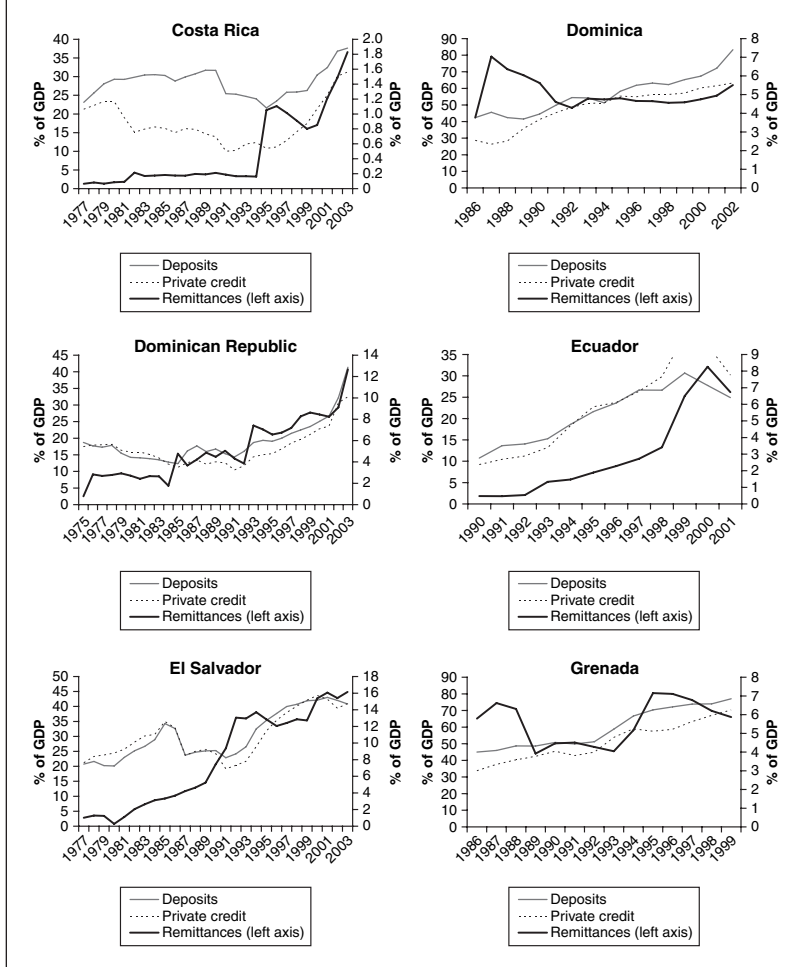 Costa Rica
% of GDP
40
35
30
25
20
15
10
5
0
2.0
1.8
1.6
1.4
1.2
1.0
0.8
0.6
0.4
0.2
0
% of GDP
1977 1979 1981 1983 1985 1987 1989 1991 1993 1995 1997 1999 2001 2003
Deposits
Private credit
Remittances (left axis)
Dominica
% of GDP
90
80
70
60
50
40
30
20
10
0
8
7
6
5
4
3
2
1
0
% of GDP
1986 1988 1990 1992 1994 1996 1998 2000 2002
Deposits
Private credit
Remittances (left axis)
Dominican Republic
% of GDP
45
40
35
30
25
20
15
10
5
0
14
12
10
8
6
4
2
0
% of GDP
1975 1977 1979 1981 1983 1985 1987 1989 1991 1993 1995 1997 1999 2001 2003
Deposits
Private credit
Remittances (left axis)
Ecuador
% of GDP
35
30
25
20
15
10
5
0
9
8
7
6
5
4
3
2
1
0
% of GDP
1990 1991 1992 1993 1994 1995 1996 1997 1998 1999 2000 2001
Deposits
Private credit
Remittances (left axis)
El Salvador
% of GDP
50
45
40
35
30
25
20
15
10
5
0
18
16
14
12
10
8
6
4
2
0
% of GDP
1977 1979 1981 1983 1985 1987 1989 1991 1993 1995 1997 1999 2001 2003
Deposits
Private credit
Remittances (left axis)
Grenada
% of GDP
90
80
70
60
50
40
30
20
10
0
8
7
6
5
4
3
2
1
0
% of GDP
1986 1987 1988 1989 1990 1991 1992 1993 1994 1995 1996 1997 1998 1999
Deposits
Private credit
Remittances (left axis)